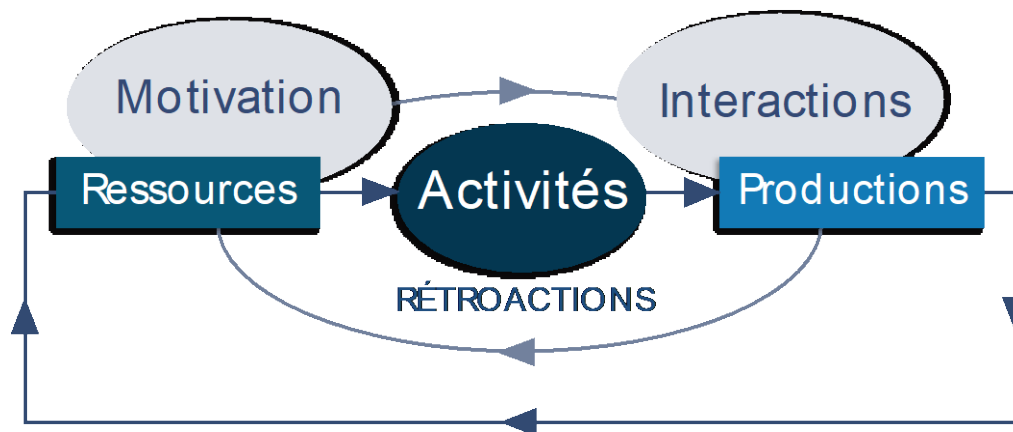 Motivation
Interactions
Ressources
Activités
Productions
RÉTROACTIONS